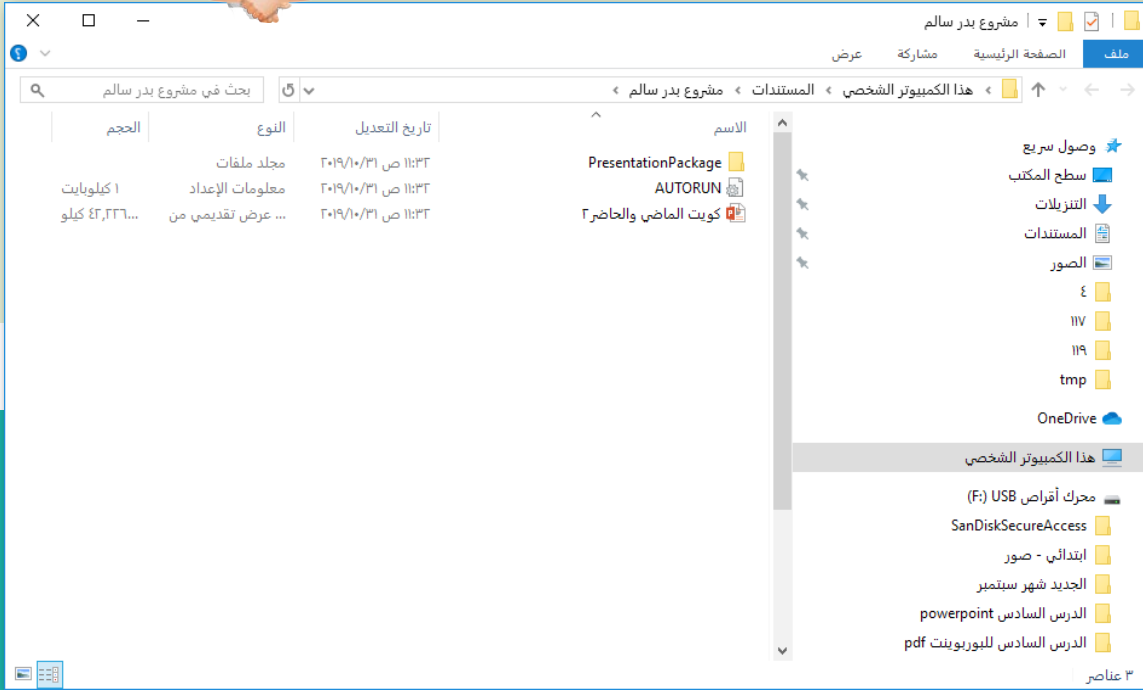 مشروع بدر سالم
ملف الصفحة الرئيسية مشاركة عرض
هذا الكمبيوتر الشخصي › المستندات › مشروع بدر سالم ›
بحث في مشروع بدر سالم
وصول سريع
سطح المكتب
التنزيلات
المستندات
الصور
٤
١١٧
١١٩
tmp
OneDrive
هذا الكمبيوتر الشخصي
محرك أقراص USB (F:)
SanDiskSecureAccess
ابتدائي - صور
الجديد شهر سبتمبر
الدرس السادس powerpoint
الدرس السادس للبوربوينت pdf
الاسم تاريخ التعديل النوع الحجم
PresentationPackage ٣١/١٠/٢٠١٩ ص ١١:٣٢ مجلد ملفات
AUTORUN ٣١/١٠/٢٠١٩ ص ١١:٣٢ معلومات الإعداد ١ كيلوبايت
كويت الماضي والحاضر٢ ٣١/١٠/٢٠١٩ ص ١١:٣٢ عرض تقديمي من ... ٤٢,٢٢٦ كيلو...
٣ عناصر